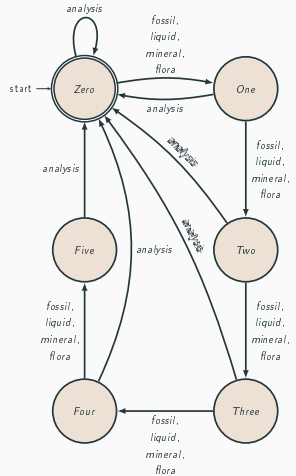 analysis
fossil,
liquid,
mineral,
flora
start
Zero
One
analysis
fossil,
liquid,
mineral,
flora
analysis
analysis
analysis
Five
Two
analysis
fossil,
liquid,
mineral,
flora
fossil,
liquid,
mineral,
flora
Four
Three
fossil,
liquid,
mineral,
flora